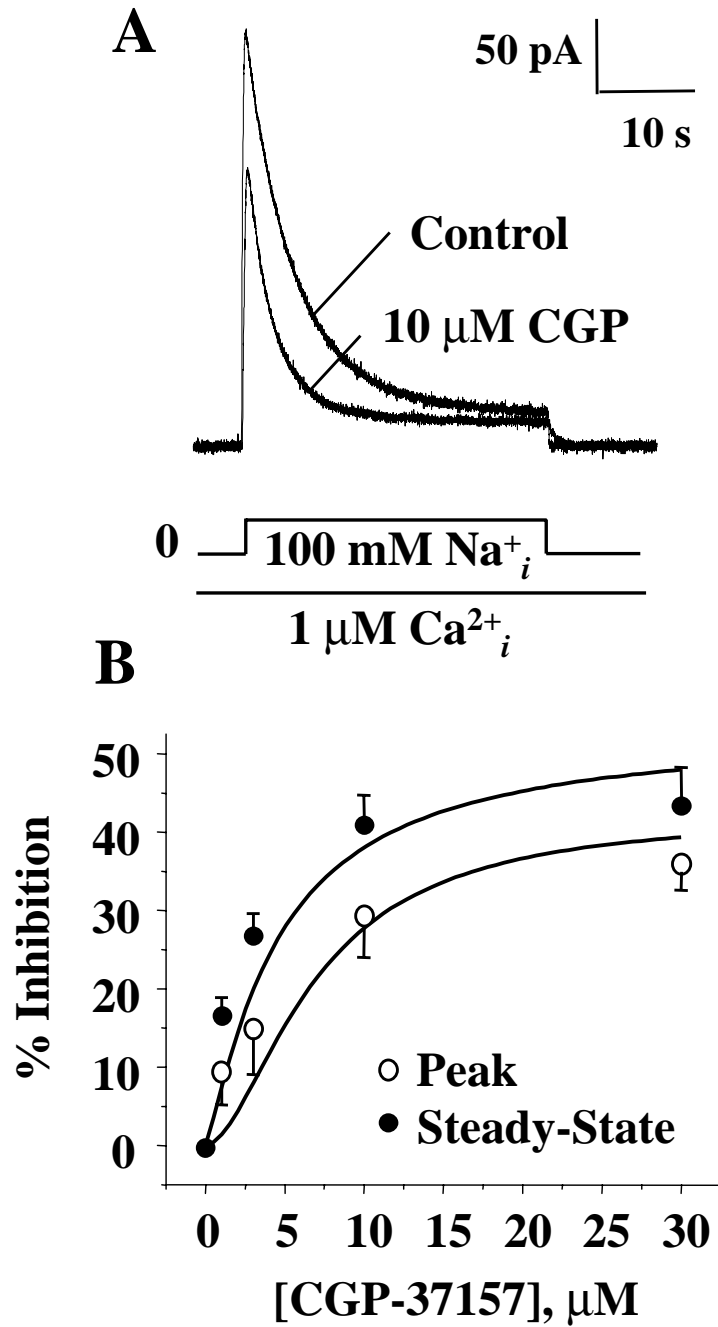 A
50 pA
10 s
Control
10 μM CGP
0
100 mM Na⁺ᵢ
1 μM Ca²⁺ᵢ
B
50
40
30
20
10
0
% Inhibition
Peak
Steady-State
0 5 10 15 20 25 30
[CGP-37157], μM